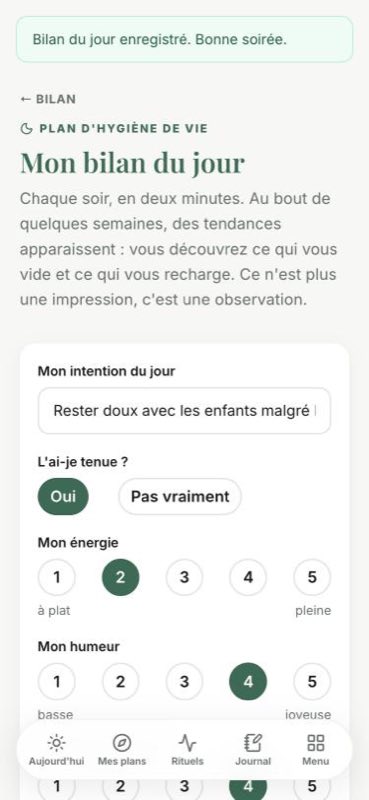 Bilan du jour enregistré. Bonne soirée.
← BILAN
PLAN D'HYGIÈNE DE VIE
Mon bilan du jour
Chaque soir, en deux minutes. Au bout de
quelques semaines, des tendances
apparaissent : vous découvrez ce qui vous
vide et ce qui vous recharge. Ce n'est plus
une impression, c'est une observation.
Mon intention du jour
Rester doux avec les enfants malgré
L'ai-je tenue ?
Oui Pas vraiment
Mon énergie
1 2 3 4 5
à plat pleine
Mon humeur
1 2 3 4 5
basse joyeuse
Aujourd'hui Mes plans Rituels Journal Menu
1 2 3 4 5